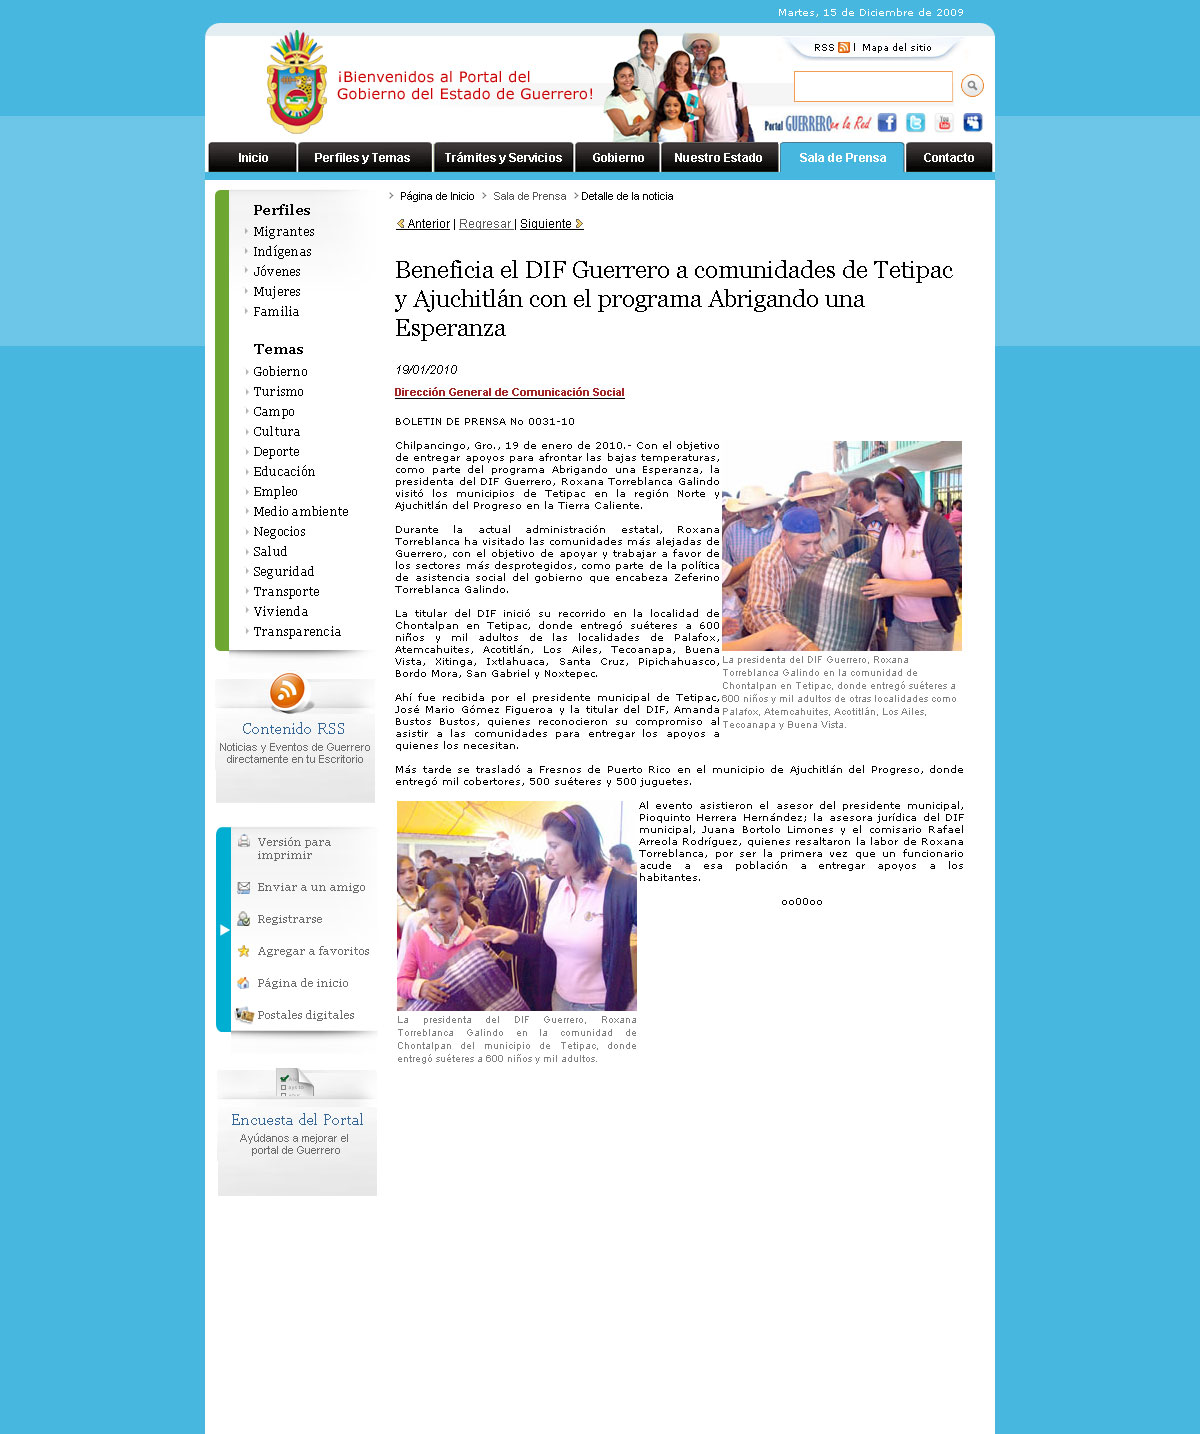 Martes, 15 de Diciembre de 2009
RSS | Mapa del sitio
¡Bienvenidos al Portal del
Gobierno del Estado de Guerrero!
Portal GUERRERO en la Red
Inicio Perfiles y Temas Trámites y Servicios Gobierno Nuestro Estado Sala de Prensa Contacto
Perfiles
Migrantes
Indígenas
Jóvenes
Mujeres
Familia
Temas
Gobierno
Turismo
Campo
Cultura
Deporte
Educación
Empleo
Medio ambiente
Negocios
Salud
Seguridad
Transporte
Vivienda
Transparencia
Contenido RSS
Noticias y Eventos de Guerrero
directamente en tu Escritorio
Versión para
imprimir
Enviar a un amigo
Registrarse
Agregar a favoritos
Página de inicio
Postales digitales
Encuesta del Portal
Ayúdanos a mejorar el
portal de Guerrero
Página de Inicio Sala de Prensa Detalle de la noticia
Anterior | Regresar | Siguiente
Beneficia el DIF Guerrero a comunidades de Tetipac
y Ajuchitlán con el programa Abrigando una
Esperanza
19/01/2010
Dirección General de Comunicación Social
BOLETIN DE PRENSA No 0031-10
Chilpancingo, Gro., 19 de enero de 2010.- Con el objetivo
de entregar apoyos para afrontar las bajas temperaturas,
como parte del programa Abrigando una Esperanza, la
presidenta del DIF Guerrero, Roxana Torreblanca Galindo
visitó los municipios de Tetipac en la región Norte y
Ajuchitlán del Progreso en la Tierra Caliente.
Durante la actual administración estatal, Roxana
Torreblanca ha visitado las comunidades más alejadas de
Guerrero, con el objetivo de apoyar y trabajar a favor de
los sectores más desprotegidos, como parte de la política
de asistencia social del gobierno que encabeza Zeferino
Torreblanca Galindo.
La titular del DIF inició su recorrido en la localidad de
Chontalpan en Tetipac, donde entregó suéteres a 600
niños y mil adultos de las localidades de Palafox,
Atemcahuites, Acotitlán, Los Ailes, Tecoanapa, Buena
Vista, Xitinga, Ixtlahuaca, Santa Cruz, Pipichahuasco,
Bordo Mora, San Gabriel y Noxtepec.
Ahí fue recibida por el presidente municipal de Tetipac,
José Mario Gómez Figueroa y la titular del DIF, Amanda
Bustos Bustos, quienes reconocieron su compromiso al
asistir a las comunidades para entregar los apoyos a
quienes los necesitan.
La presidenta del DIF Guerrero, Roxana
Torreblanca Galindo en la comunidad de
Chontalpan en Tetipac, donde entregó suéteres a
600 niños y mil adultos de otras localidades como
Palafox, Atemcahuites, Acotitlán, Los Ailes,
Tecoanapa y Buena Vista.
Más tarde se trasladó a Fresnos de Puerto Rico en el municipio de Ajuchitlán del Progreso, donde
entregó mil cobertores, 500 suéteres y 500 juguetes.
Al evento asistieron el asesor del presidente municipal,
Pioquinto Herrera Hernández; la asesora jurídica del DIF
municipal, Juana Bortolo Limones y el comisario Rafael
Arreola Rodríguez, quienes resaltaron la labor de Roxana
Torreblanca, por ser la primera vez que un funcionario
acude a esa población a entregar apoyos a los
habitantes.
oo00oo
La presidenta del DIF Guerrero, Roxana
Torreblanca Galindo en la comunidad de
Chontalpan del municipio de Tetipac, donde
entregó suéteres a 600 niños y mil adultos.